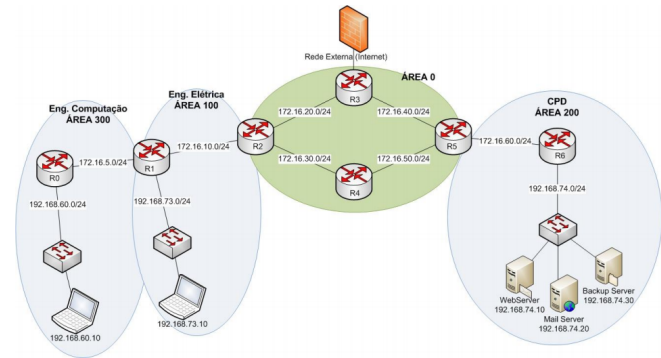 Rede Externa (Internet)
ÁREA 0
R3
172.16.20.0/24
172.16.40.0/24
Eng. Computação
ÁREA 300
Eng. Elétrica
ÁREA 100
CPD
ÁREA 200
172.16.5.0/24
172.16.10.0/24
R0
R1
R2
172.16.30.0/24
172.16.50.0/24
R4
R5
172.16.60.0/24
R6
192.168.60.0/24
192.168.73.0/24
192.168.74.0/24
192.168.60.10
192.168.73.10
WebServer
192.168.74.10
Mail Server
192.168.74.20
Backup Server
192.168.74.30